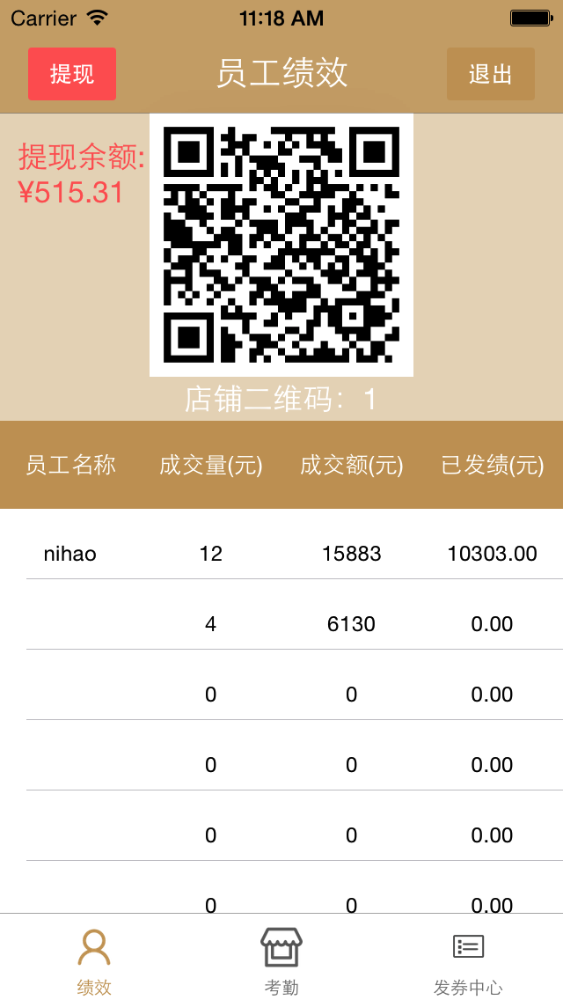 Carrier 11:18 AM
提现 员工绩效 退出
提现余额:
¥515.31
店铺二维码：1
员工名称 成交量(元) 成交额(元) 已发绩(元)
nihao 12 15883 10303.00
4 6130 0.00
0 0 0.00
0 0 0.00
0 0 0.00
0 0 0.00
绩效 考勤 发券中心